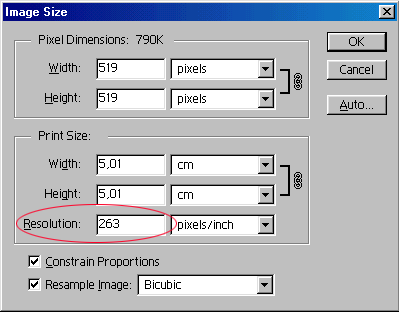 Image Size
Pixel Dimensions: 790K
Width: 519 pixels
Height: 519 pixels
OK
Cancel
Auto...
Print Size:
Width: 5,01 cm
Height: 5,01 cm
Resolution: 263 pixels/inch
Constrain Proportions
Resample Image: Bicubic